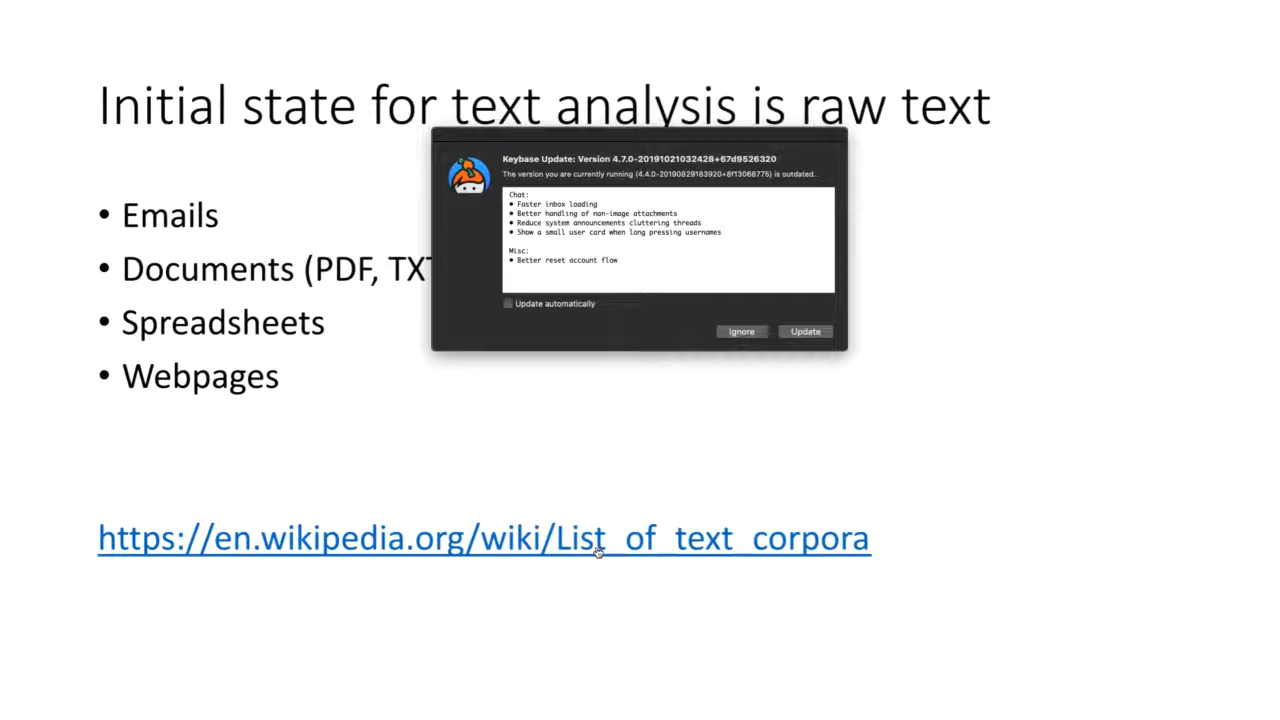 Initial state for text analysis is raw text
Keybase Update: Version 4.7.0-20191021032428+67d9526320
The version you are currently running (4.4.0-20190829183920+8f13068775) is outdated.
Chat:
• Faster inbox loading
• Better handling of non-image attachments
• Reduce system announcements cluttering threads
• Show a small user card when long pressing usernames
Misc:
• Better reset account flow
Update automatically
Ignore
Update
• Emails
• Documents (PDF, TXT
• Spreadsheets
• Webpages
https://en.wikipedia.org/wiki/List_of_text_corpora